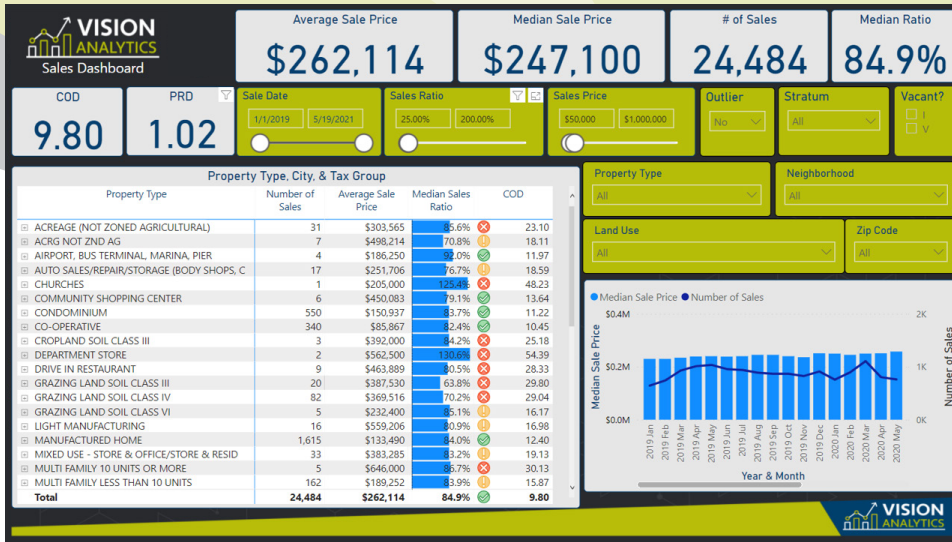 VISION
ANALYTICS
Sales Dashboard
Average Sale Price
$262,114
Median Sale Price
$247,100
# of Sales
24,484
Median Ratio
84.9%
COD
9.80
PRD
1.02
Sale Date
1/1/2019 5/19/2021
Sales Ratio
25.00% 200.00%
Sales Price
$50,000 $1,000,000
Outlier
No
Stratum
All
Vacant?
I
V
Property Type, City, & Tax Group
Property Type Number of Sales Average Sale Price Median Sales Ratio COD
ACREAGE (NOT ZONED AGRICULTURAL) 31 $303,565 85.6% 23.10
ACRG NOT ZND AG 7 $498,214 70.8% 18.11
AIRPORT, BUS TERMINAL, MARINA, PIER 4 $186,250 92.0% 11.97
AUTO SALES/REPAIR/STORAGE (BODY SHOPS, C 17 $251,706 76.7% 18.59
CHURCHES 1 $205,000 125.4% 48.23
COMMUNITY SHOPPING CENTER 6 $450,083 79.1% 13.64
CONDOMINIUM 550 $150,937 83.7% 11.22
CO-OPERATIVE 340 $85,867 82.4% 10.45
CROPLAND SOIL CLASS III 3 $392,000 84.2% 25.18
DEPARTMENT STORE 2 $562,500 130.6% 54.39
DRIVE IN RESTAURANT 9 $463,889 80.5% 28.33
GRAZING LAND SOIL CLASS III 20 $387,530 63.8% 29.80
GRAZING LAND SOIL CLASS IV 82 $369,516 70.2% 29.04
GRAZING LAND SOIL CLASS VI 5 $232,400 85.1% 16.17
LIGHT MANUFACTURING 16 $559,206 80.9% 16.98
MANUFACTURED HOME 1,615 $133,490 84.0% 12.40
MIXED USE - STORE & OFFICE/STORE & RESID 33 $383,285 83.2% 19.13
MULTI FAMILY 10 UNITS OR MORE 5 $646,000 86.7% 30.13
MULTI FAMILY LESS THAN 10 UNITS 162 $189,252 83.9% 15.87
Total 24,484 $262,114 84.9% 9.80
Property Type
All
Neighborhood
All
Land Use
All
Zip Code
All
Median Sale Price Number of Sales
$0.4M
$0.2M
$0.0M
Median Sale Price
2K
1K
0K
Number of Sales
2019 Jan
2019 Feb
2019 Mar
2019 Apr
2019 May
2019 Jun
2019 Jul
2019 Aug
2019 Sep
2019 Oct
2019 Nov
2019 Dec
2020 Jan
2020 Feb
2020 Mar
2020 Apr
2020 May
Year & Month
VISION
ANALYTICS